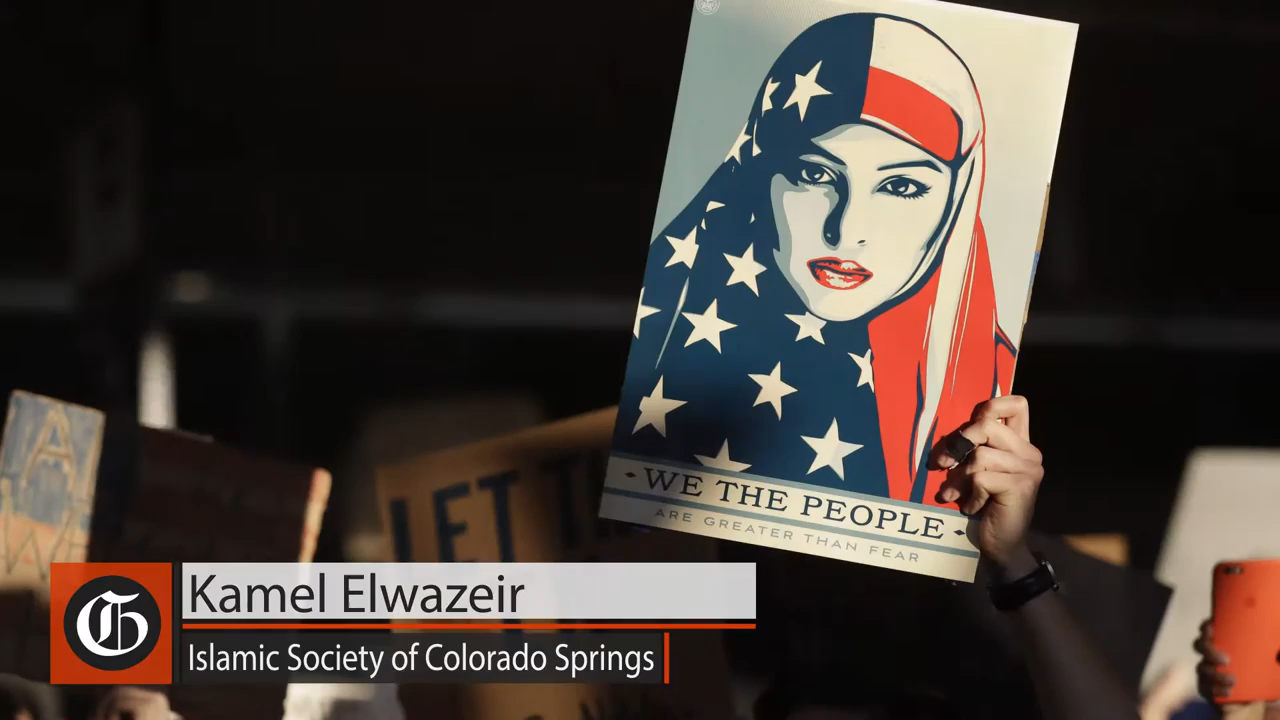 WE THE PEOPLE
ARE GREATER THAN FEAR
LET
Kamel Elwazeir
Islamic Society of Colorado Springs